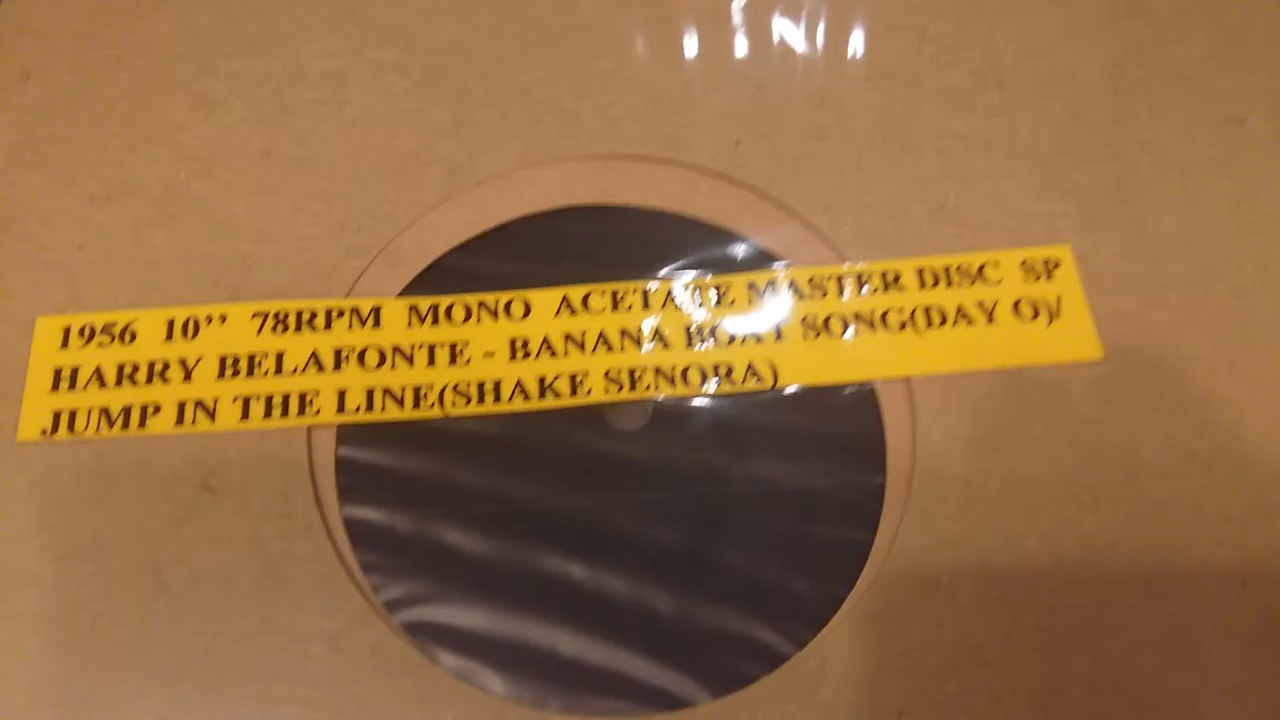 1956 10’’ 78RPM MONO ACETATE MASTER DISC SP
HARRY BELAFONTE - BANANA BOAT SONG(DAY O)/
JUMP IN THE LINE(SHAKE SENORA)